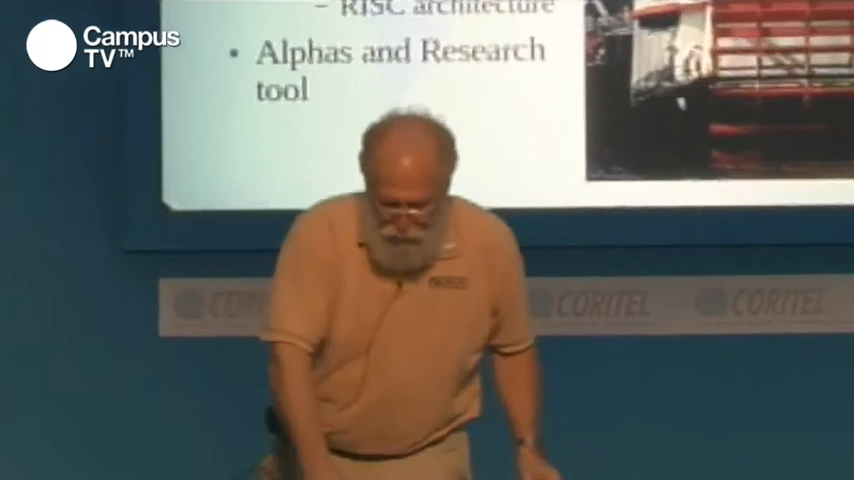 Campus
TV™
– RISC architecture
• Alphas and Research
tool
CORITEL
CORITEL